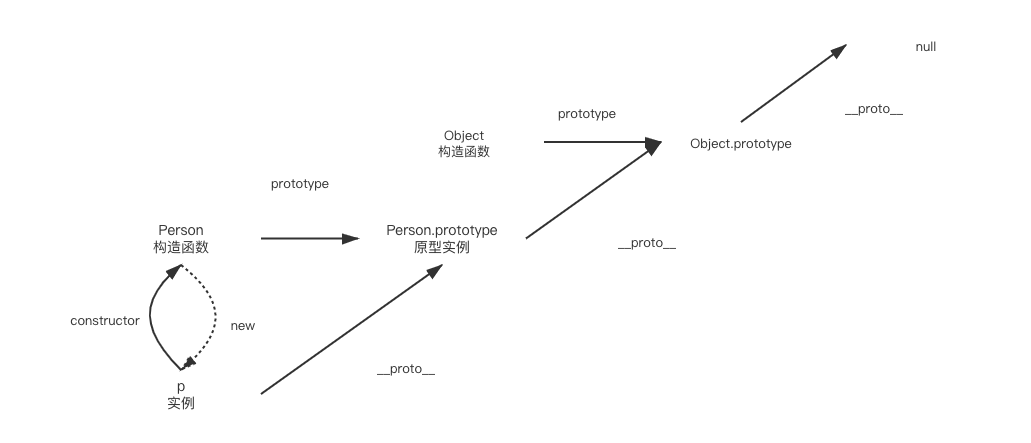 null
__proto__
prototype
Object
构造函数
Object.prototype
prototype
Person
构造函数
Person.prototype
原型实例
__proto__
constructor
new
__proto__
p
实例